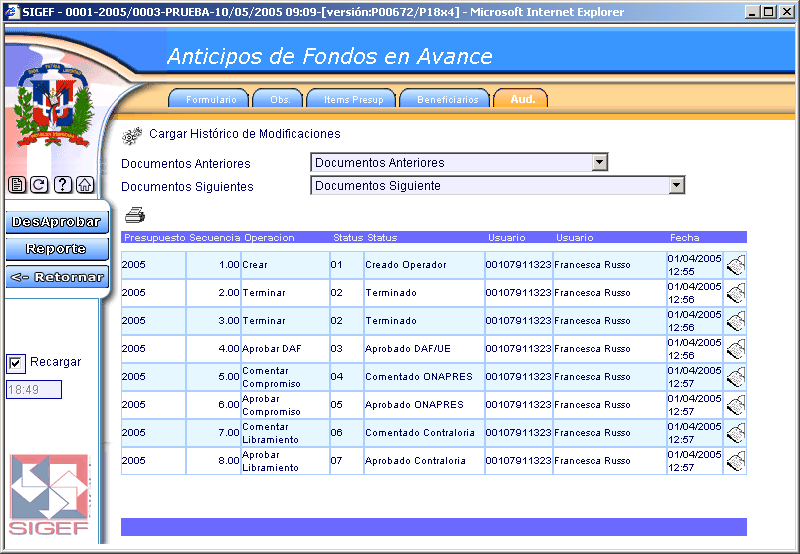 SIGEF - 0001-2005/0003-PRUEBA-10/05/2005 09:09-[versión:P00672/P18x4] - Microsoft Internet Explorer
Anticipos de Fondos en Avance
Formulario Obs. Items Presup Beneficiarios Aud.
Cargar Histórico de Modificaciones
Documentos Anteriores Documentos Anteriores
Documentos Siguientes Documentos Siguiente
DesAprobar
Reporte
<- Retornar
Recargar
18:49
SIGEF
Presupuesto Secuencia Operacion Status Status Usuario Usuario Fecha
2005 1.00 Crear 01 Creado Operador 00107911323 Francesca Russo 01/04/2005 12:55
2005 2.00 Terminar 02 Terminado 00107911323 Francesca Russo 01/04/2005 12:56
2005 3.00 Terminar 02 Terminado 00107911323 Francesca Russo 01/04/2005 12:56
2005 4.00 Aprobar DAF 03 Aprobado DAF/UE 00107911323 Francesca Russo 01/04/2005 12:56
2005 5.00 Comentar Compromiso 04 Comentado ONAPRES 00107911323 Francesca Russo 01/04/2005 12:57
2005 6.00 Aprobar Compromiso 05 Aprobado ONAPRES 00107911323 Francesca Russo 01/04/2005 12:57
2005 7.00 Comentar Libramiento 06 Comentado Contraloria 00107911323 Francesca Russo 01/04/2005 12:57
2005 8.00 Aprobar Libramiento 07 Aprobado Contraloria 00107911323 Francesca Russo 01/04/2005 12:57